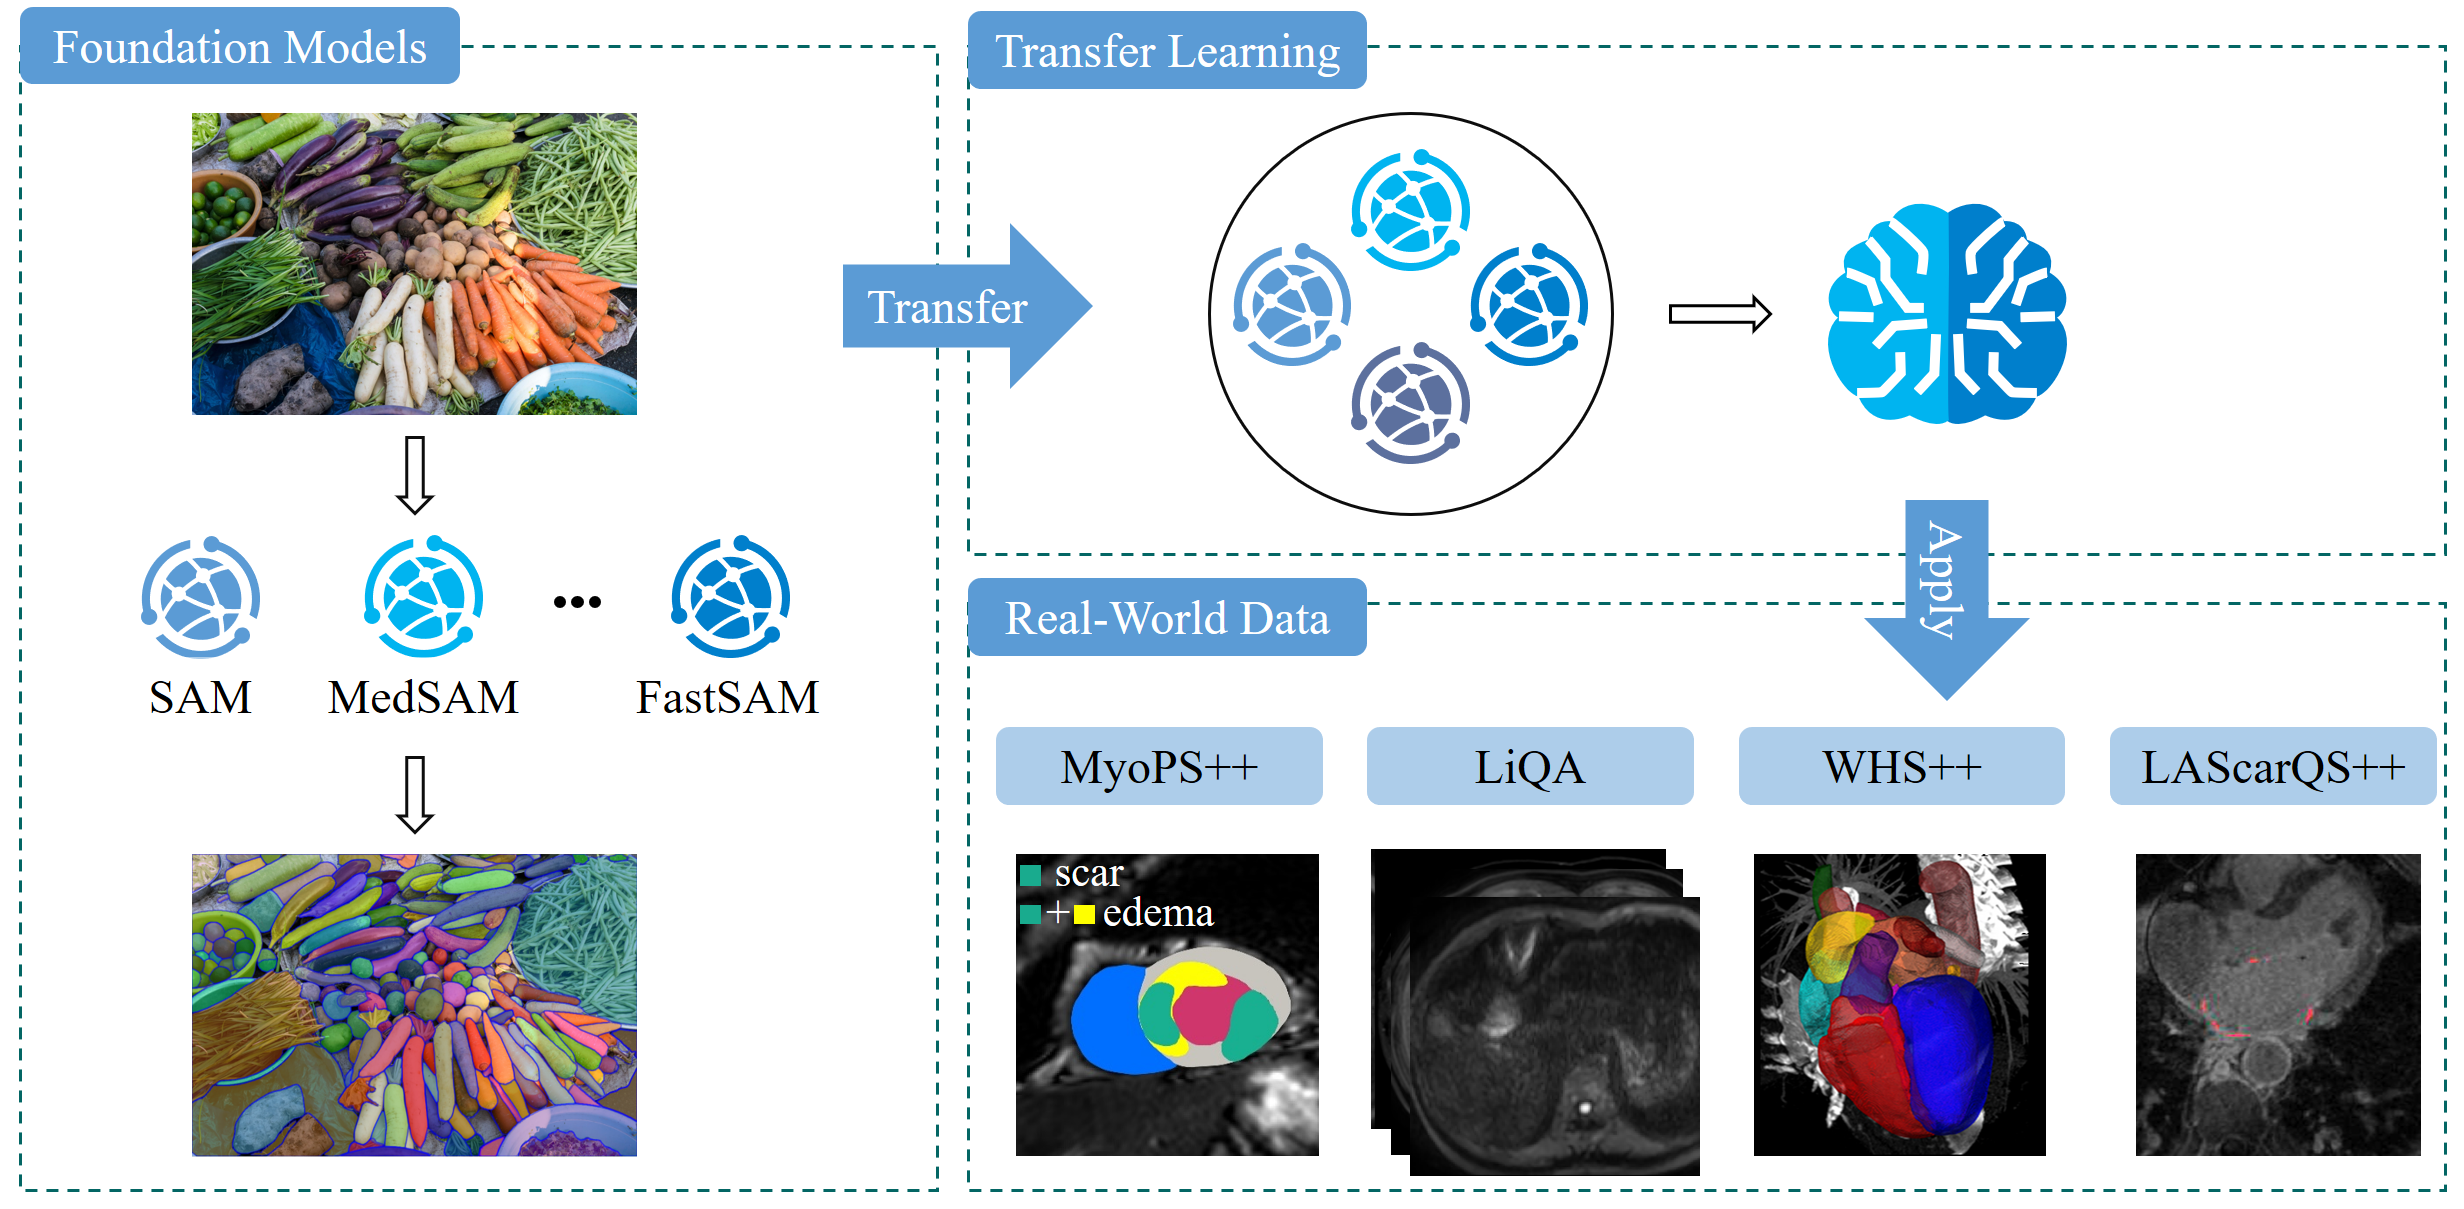 Foundation Models
SAM
MedSAM
...
FastSAM
Transfer
Transfer Learning
Apply
Real-World Data
MyoPS++
LiQA
WHS++
LAScarQS++
scar
+ edema